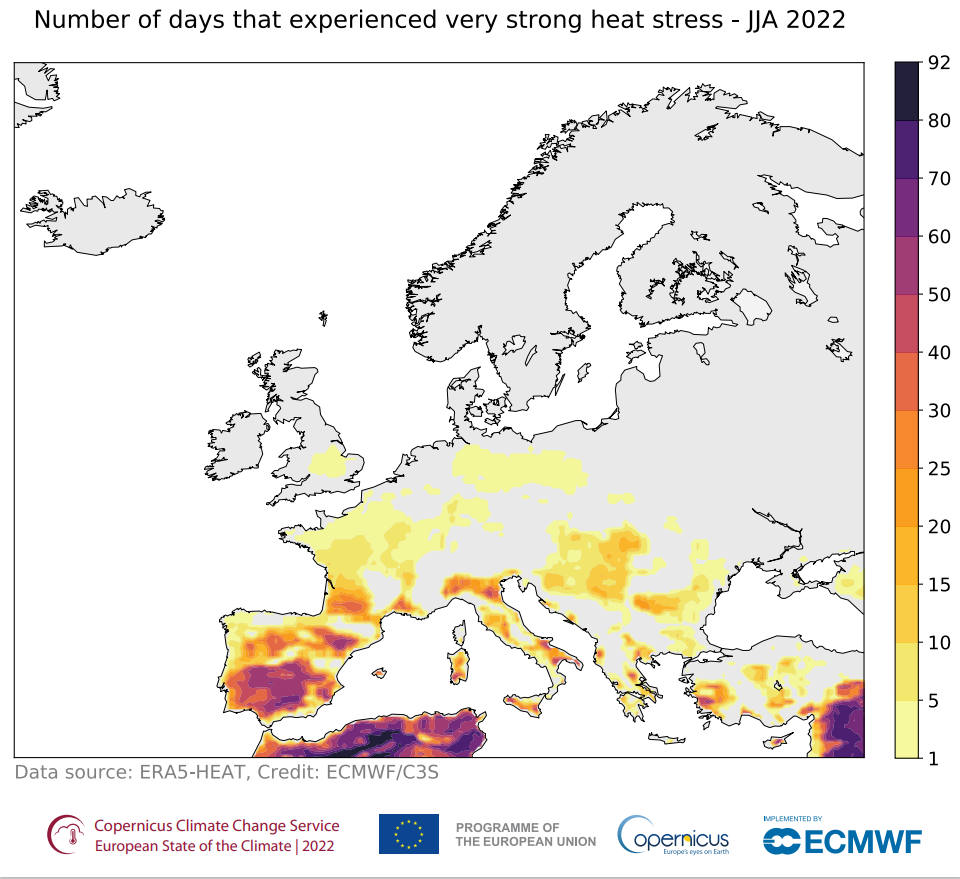 Number of days that experienced very strong heat stress - JJA 2022
92
80
70
60
50
40
30
25
20
15
10
5
1
Data source: ERA5-HEAT, Credit: ECMWF/C3S
Copernicus Climate Change Service
European State of the Climate | 2022
PROGRAMME OF
THE EUROPEAN UNION
opernicus
Europe's eyes on Earth
IMPLEMENTED BY
ECMWF